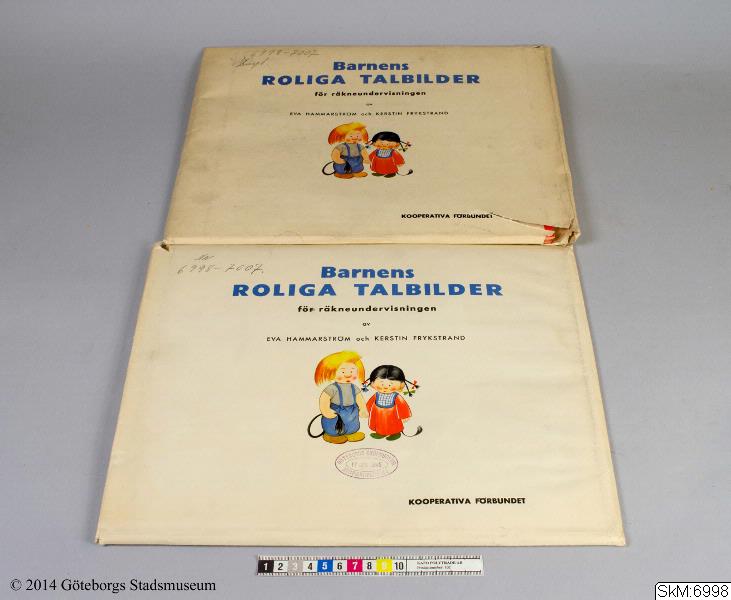 6998-7007
Barnens
ROLIGA TALBILDER
för räkneundervisningen
av
EVA HAMMARSTRÖM och KERSTIN FRYKSTRAND
KOOPERATIVA FÖRBUNDET
6998-7007.
Barnens
ROLIGA TALBILDER
för räkneundervisningen
av
EVA HAMMARSTRÖM och KERSTIN FRYKSTRAND
KOOPERATIVA FÖRBUNDET
1 2 3 4 5 6 7 8 9 10
© 2014 Göteborgs Stadsmuseum
SkM:6998